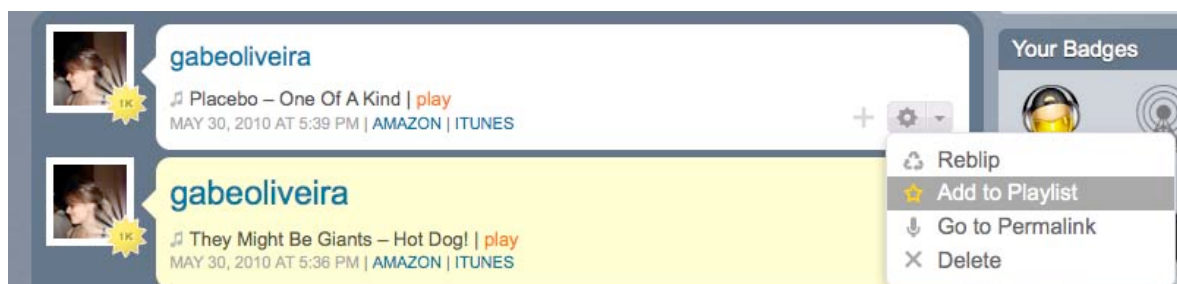 gabeoliveira
Placebo – One Of A Kind | play
MAY 30, 2010 AT 5:39 PM | AMAZON | ITUNES
1K
gabeoliveira
They Might Be Giants – Hot Dog! | play
MAY 30, 2010 AT 5:36 PM | AMAZON | ITUNES
1K
Your Badges
Reblip
Add to Playlist
Go to Permalink
Delete